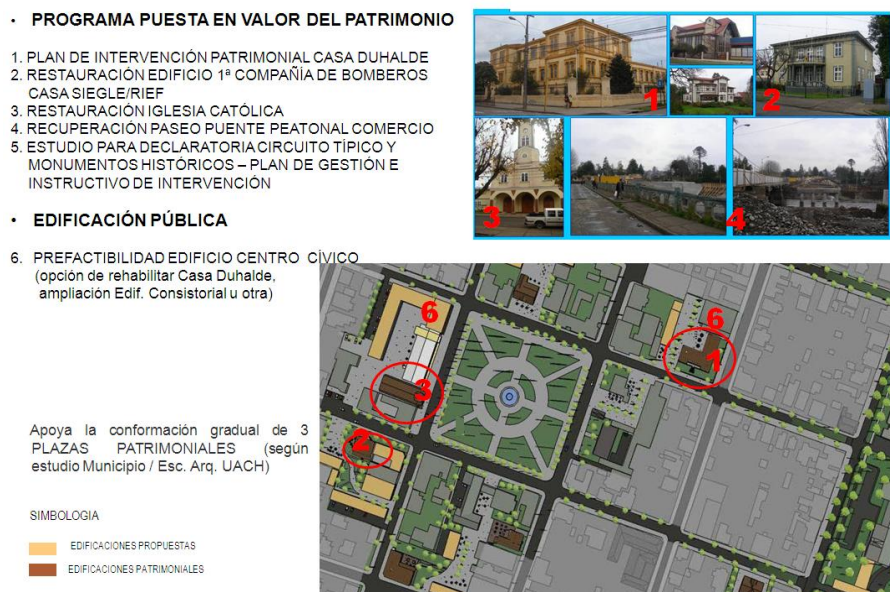 • PROGRAMA PUESTA EN VALOR DEL PATRIMONIO
1. PLAN DE INTERVENCIÓN PATRIMONIAL CASA DUHALDE
2. RESTAURACIÓN EDIFICIO 1ª COMPAÑÍA DE BOMBEROS
CASA SIEGLE/RIEF
3. RESTAURACIÓN IGLESIA CATÓLICA
4. RECUPERACIÓN PASEO PUENTE PEATONAL COMERCIO
5. ESTUDIO PARA DECLARATORIA CIRCUITO TÍPICO Y
MONUMENTOS HISTÓRICOS – PLAN DE GESTIÓN E
INSTRUCTIVO DE INTERVENCIÓN
• EDIFICACIÓN PÚBLICA
6. PREFACTIBILIDAD EDIFICIO CENTRO CÍVICO
(opción de rehabilitar Casa Duhalde,
ampliación Edif. Consistorial u otra)
Apoya la conformación gradual de 3
PLAZAS PATRIMONIALES (según
estudio Municipio / Esc. Arq. UACH)
SIMBOLOGIA
EDIFICACIONES PROPUESTAS
EDIFICACIONES PATRIMONIALES
1
2
3
4
6
6
1
3
2